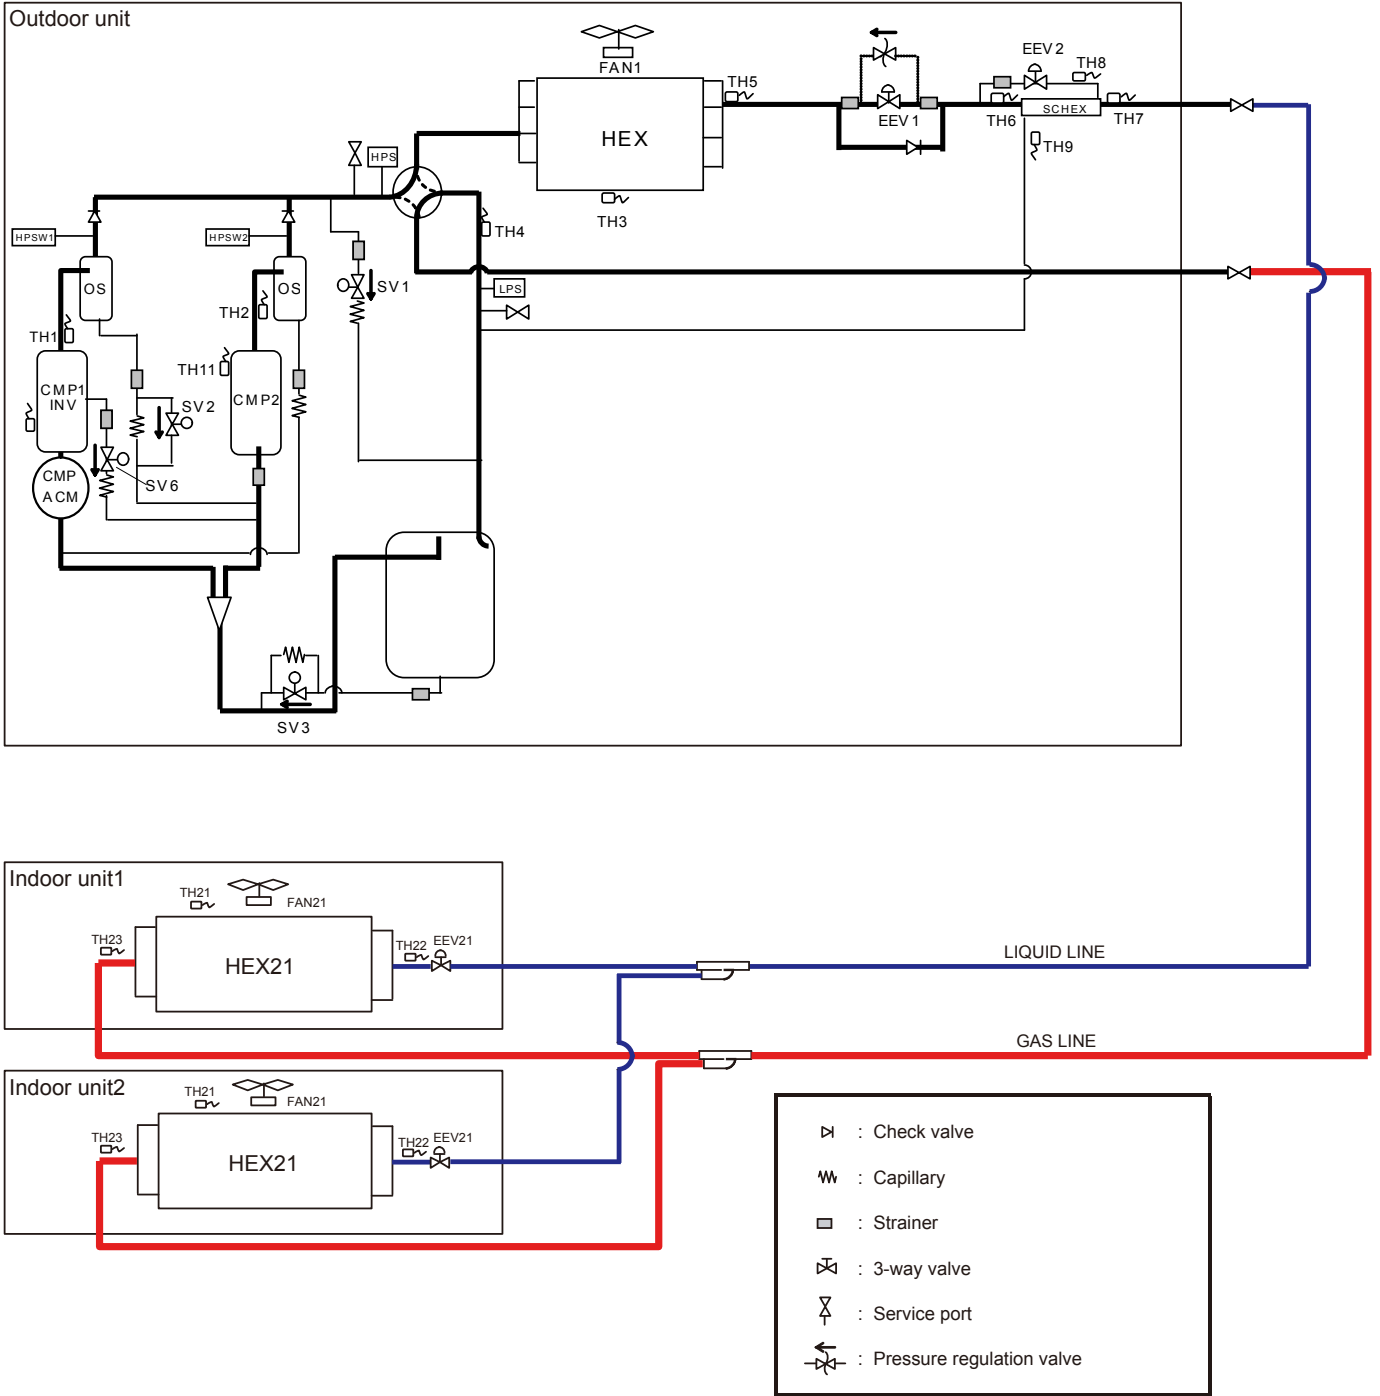 Outdoor unit
FAN1
HEX
TH3
TH5
EEV1
EEV2
TH8
TH6
SCHEX
TH7
TH9
HPS
TH4
LPS
HPSW1
HPSW2
OS
OS
TH1
TH2
SV1
TH11
CMP1
INV
CMP2
SV2
CMP
ACM
SV6
SV3
Indoor unit1
TH21
FAN21
TH23
HEX21
TH22
EEV21
LIQUID LINE
GAS LINE
Indoor unit2
TH21
FAN21
TH23
HEX21
TH22
EEV21
: Check valve
: Capillary
: Strainer
: 3-way valve
: Service port
: Pressure regulation valve